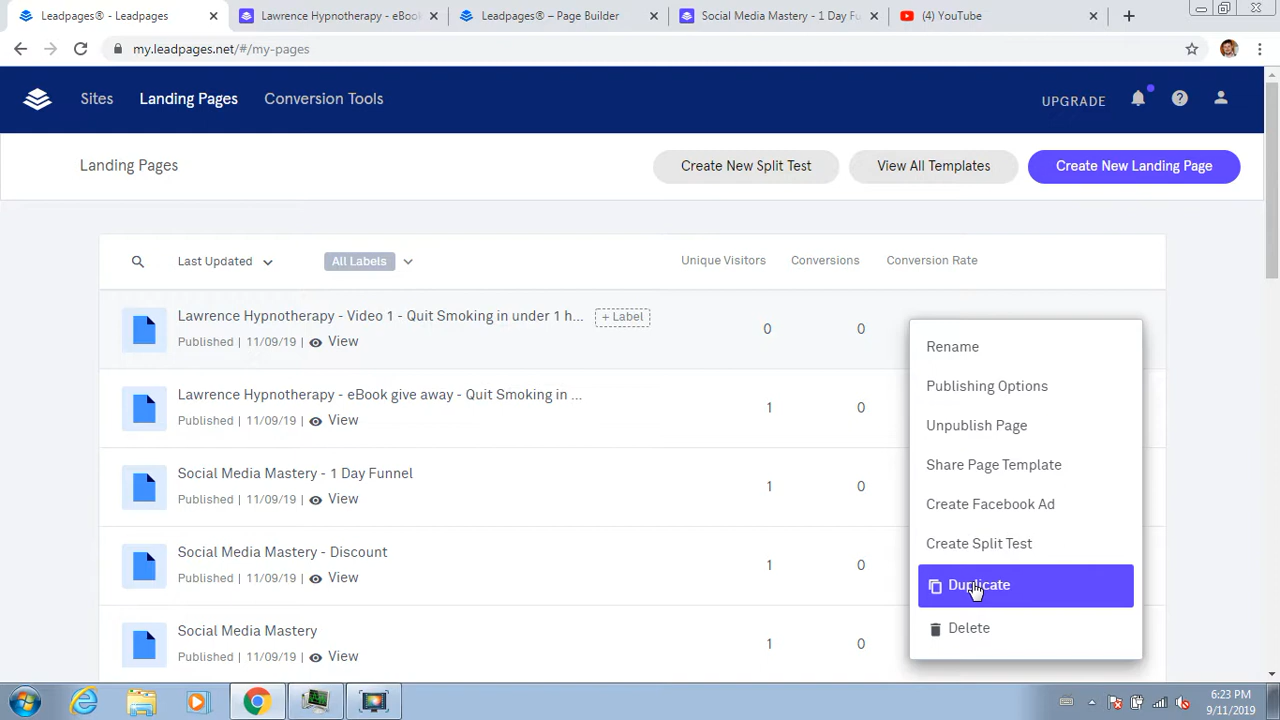 Leadpages® - Leadpages
Lawrence Hypnotherapy - eBook
Leadpages® – Page Builder
Social Media Mastery - 1 Day Fu
(4) YouTube
my.leadpages.net/#/my-pages
Sites
Landing Pages
Conversion Tools
UPGRADE
Landing Pages
Create New Split Test
View All Templates
Create New Landing Page
Last Updated
All Labels
Unique Visitors
Conversions
Conversion Rate
Lawrence Hypnotherapy - Video 1 - Quit Smoking in under 1 h...
+ Label
Published | 11/09/19 | View
0
0
Lawrence Hypnotherapy - eBook give away - Quit Smoking in ...
Published | 11/09/19 | View
1
0
Social Media Mastery - 1 Day Funnel
Published | 11/09/19 | View
1
0
Social Media Mastery - Discount
Published | 11/09/19 | View
1
0
Social Media Mastery
Published | 11/09/19 | View
1
0
Rename
Publishing Options
Unpublish Page
Share Page Template
Create Facebook Ad
Create Split Test
Duplicate
Delete
6:23 PM
9/11/2019